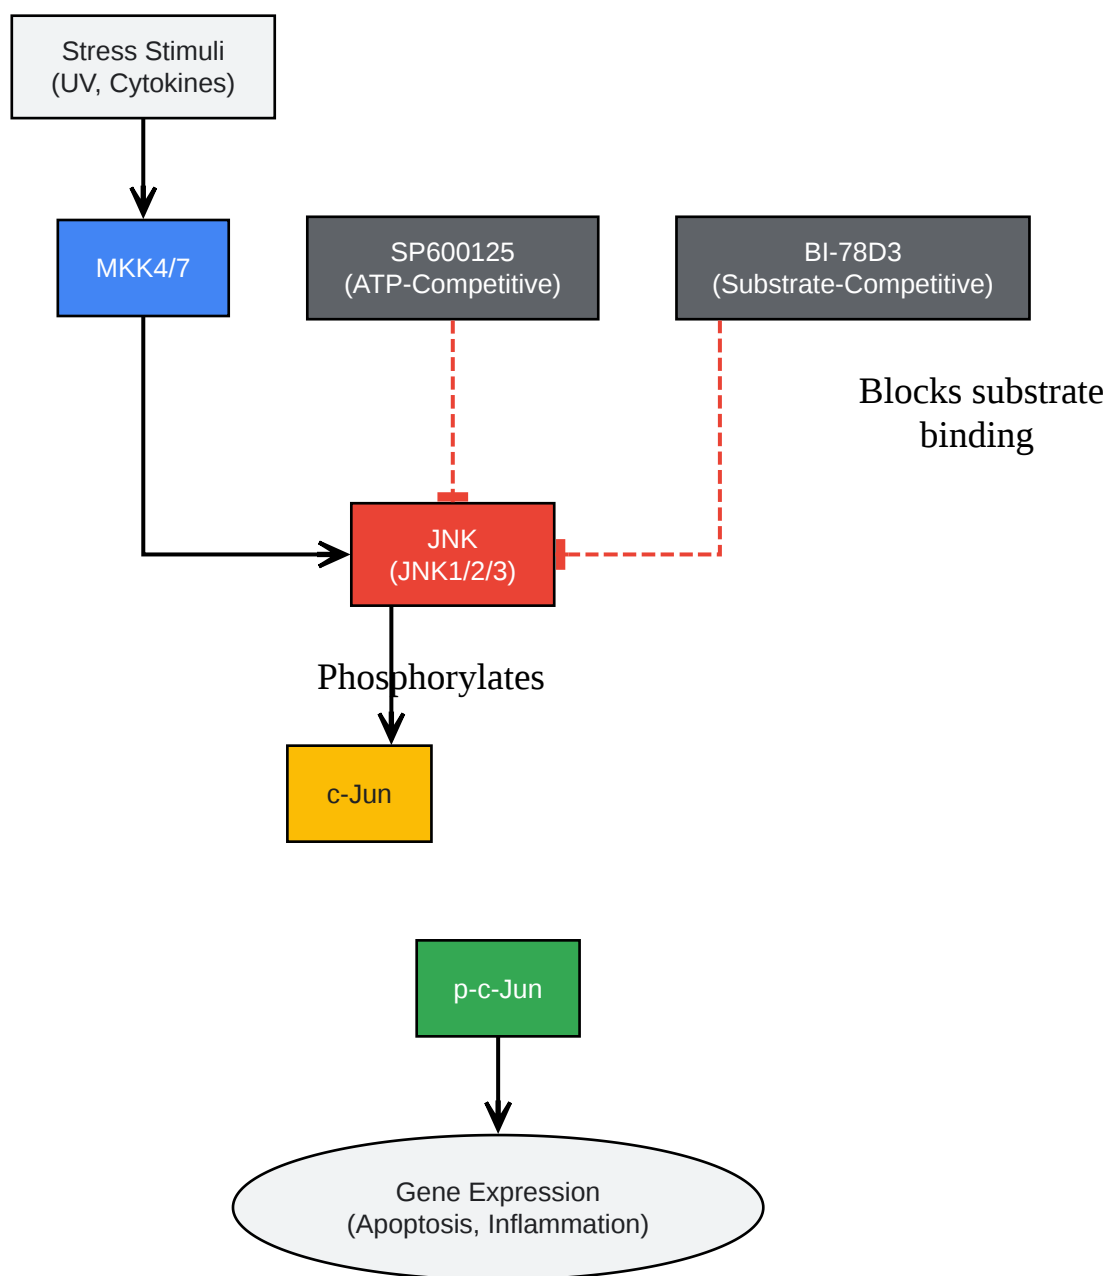 Stress Stimuli
(UV, Cytokines)
MKK4/7
SP600125
(ATP-Competitive)
BI-78D3
(Substrate-Competitive)
Blocks substrate
binding
JNK
(JNK1/2/3)
Phosphorylates
c-Jun
p-c-Jun
Gene Expression
(Apoptosis, Inflammation)